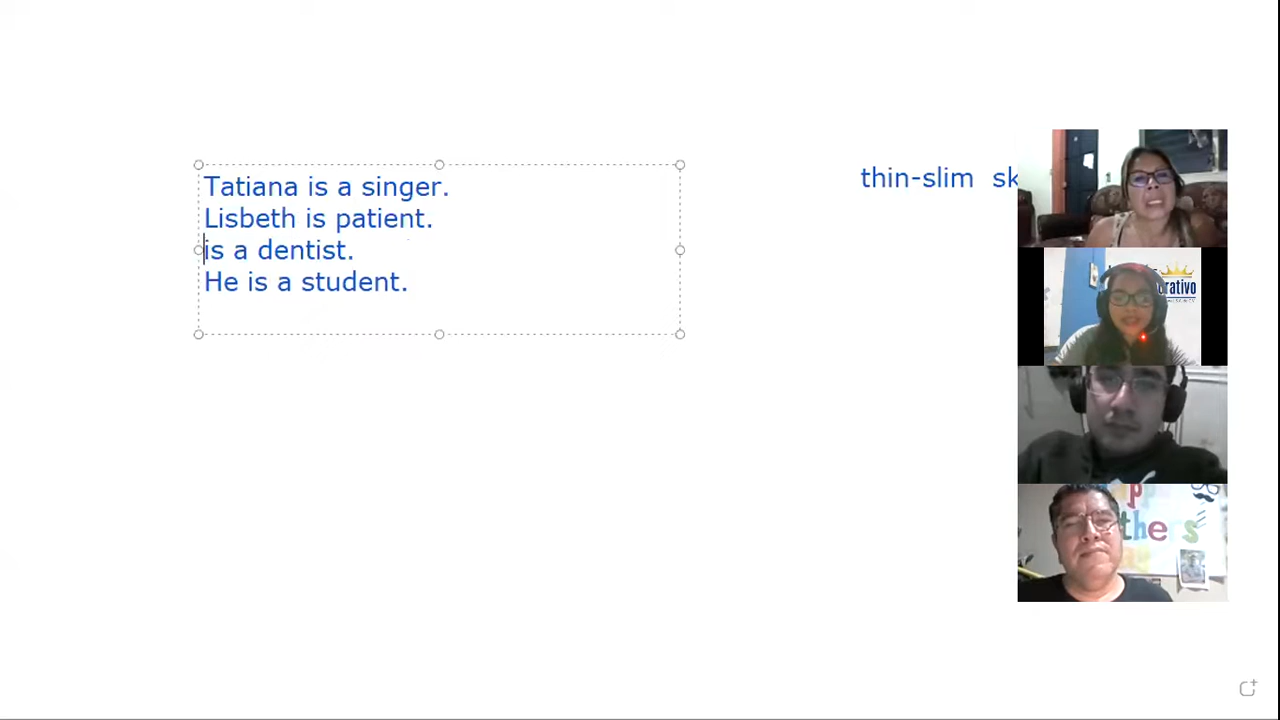 Tatiana is a singer.
Lisbeth is patient.
is a dentist.
He is a student.
thin-slim sk